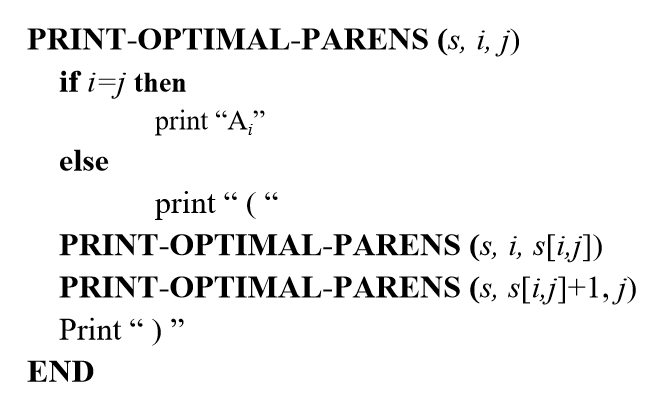 PRINT-OPTIMAL-PARENS (s, i, j)
if i=j then
print “Aᵢ”
else
print “ ( “
PRINT-OPTIMAL-PARENS (s, i, s[i,j])
PRINT-OPTIMAL-PARENS (s, s[i,j]+1, j)
Print “ ) ”
END